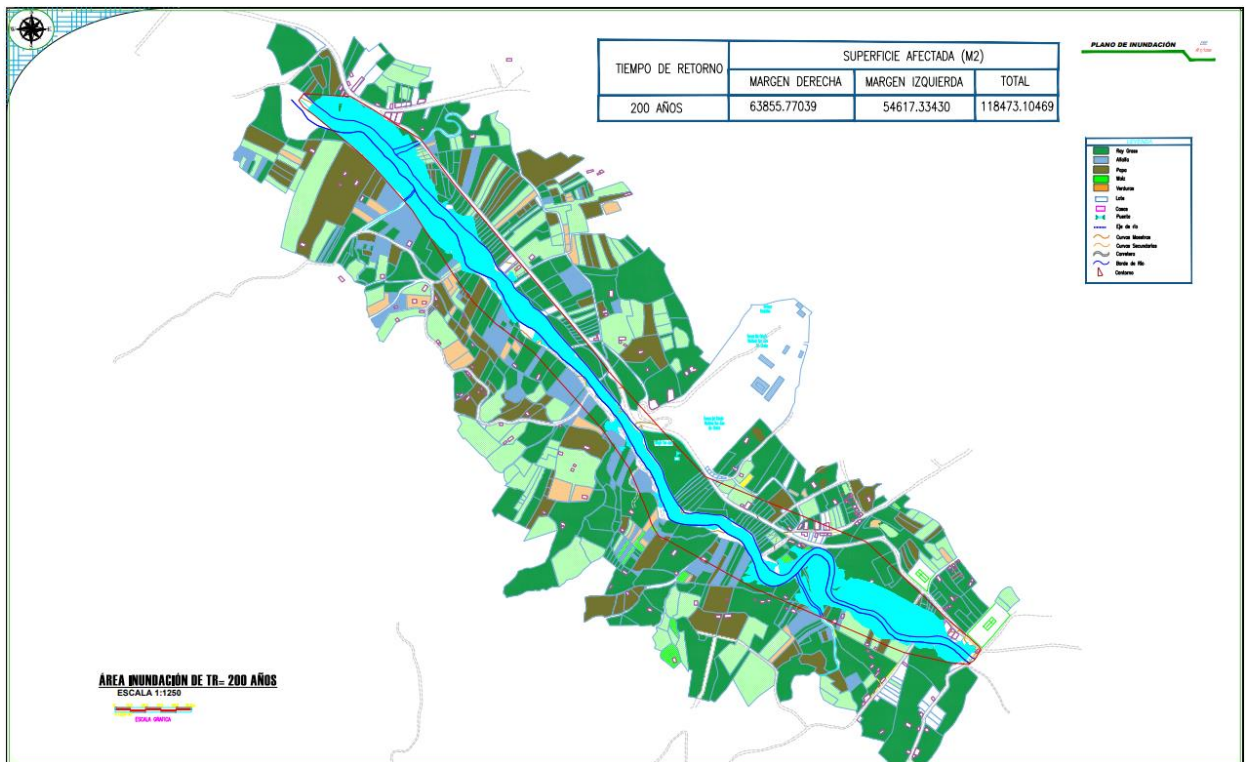 PLANO DE INUNDACIÓN
TIEMPO DE RETORNO
SUPERFICIE AFECTADA (M2)
MARGEN DERECHA
MARGEN IZQUIERDA
TOTAL
200 AÑOS
63855.77039
54617.33430
118473.10469
Ray Grass
Alfalfa
Papa
Maíz
Verduras
Lote
Casas
Puente
Eje de río
Curvas Maestras
Curvas Secundarias
Carretera
Borde de Río
Contorno
ÁREA INUNDACIÓN DE TR= 200 AÑOS
ESCALA 1:1250
ESCALA GRÁFICA